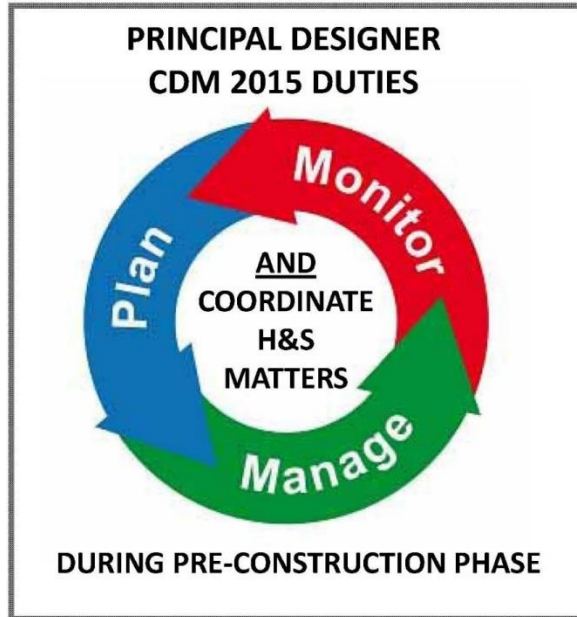 PRINCIPAL DESIGNER
CDM 2015 DUTIES
Plan
Monitor
Manage
AND
COORDINATE
H&S
MATTERS
DURING PRE-CONSTRUCTION PHASE